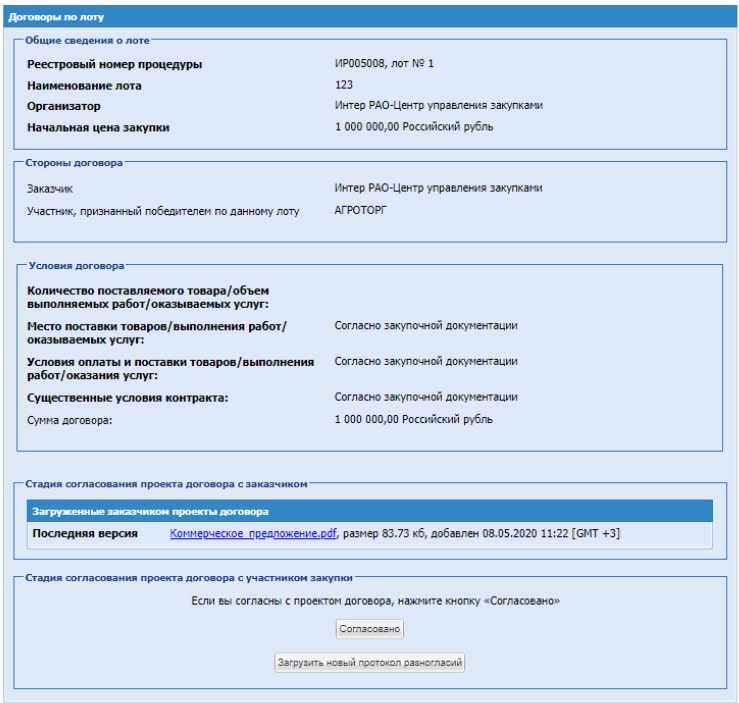 Договоры по лоту
Общие сведения о лоте
Реестровый номер процедуры ИР005008, лот № 1
Наименование лота 123
Организатор Интер РАО-Центр управления закупками
Начальная цена закупки 1 000 000,00 Российский рубль
Стороны договора
Заказчик Интер РАО-Центр управления закупками
Участник, признанный победителем по данному лоту АГРОТОРГ
Условия договора
Количество поставляемого товара/объем
выполняемых работ/оказываемых услуг:
Место поставки товаров/выполнения работ/ Согласно закупочной документации
оказываемых услуг:
Условия оплаты и поставки товаров/выполнения Согласно закупочной документации
работ/оказания услуг:
Существенные условия контракта: Согласно закупочной документации
Сумма договора: 1 000 000,00 Российский рубль
Стадия согласования проекта договора с заказчиком
Загруженные заказчиком проекты договора
Последняя версия Коммерческое_предложение.pdf, размер 83.73 кб, добавлен 08.05.2020 11:22 [GMT +3]
Стадия согласования проекта договора с участником закупки
Если вы согласны с проектом договора, нажмите кнопку «Согласовано»
Согласовано
Загрузить новый протокол разногласий